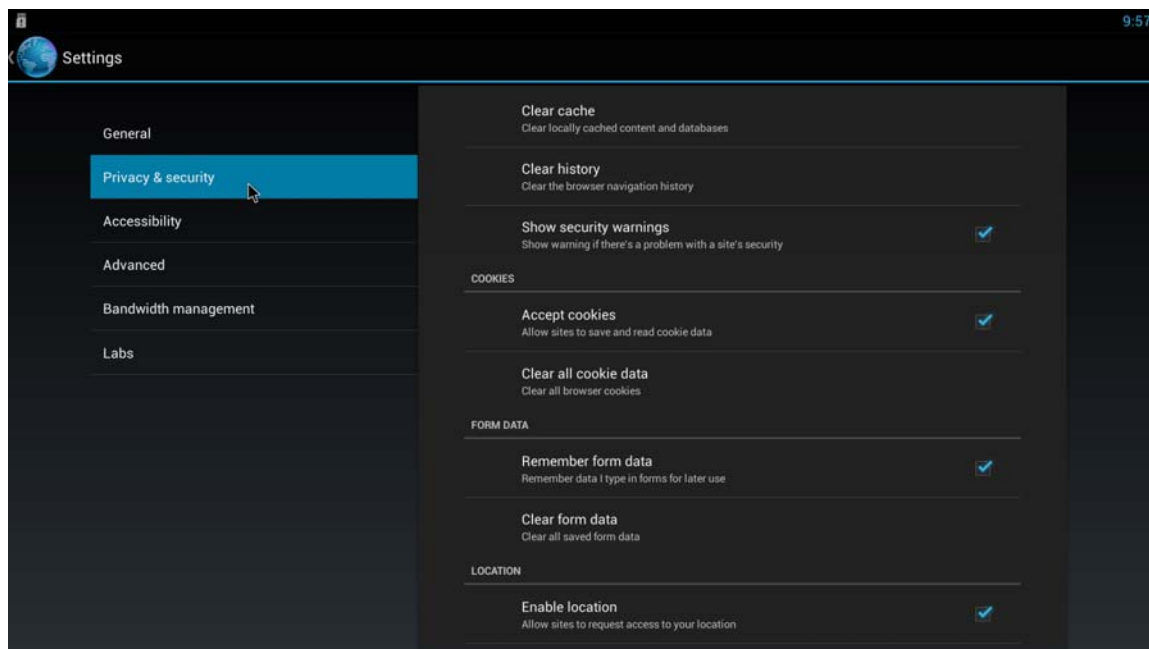 9:57
Settings
General
Privacy & security
Accessibility
Advanced
Bandwidth management
Labs
Clear cache
Clear locally cached content and databases
Clear history
Clear the browser navigation history
Show security warnings
Show warning if there's a problem with a site's security
COOKIES
Accept cookies
Allow sites to save and read cookie data
Clear all cookie data
Clear all browser cookies
FORM DATA
Remember form data
Remember data I type in forms for later use
Clear form data
Clear all saved form data
LOCATION
Enable location
Allow sites to request access to your location